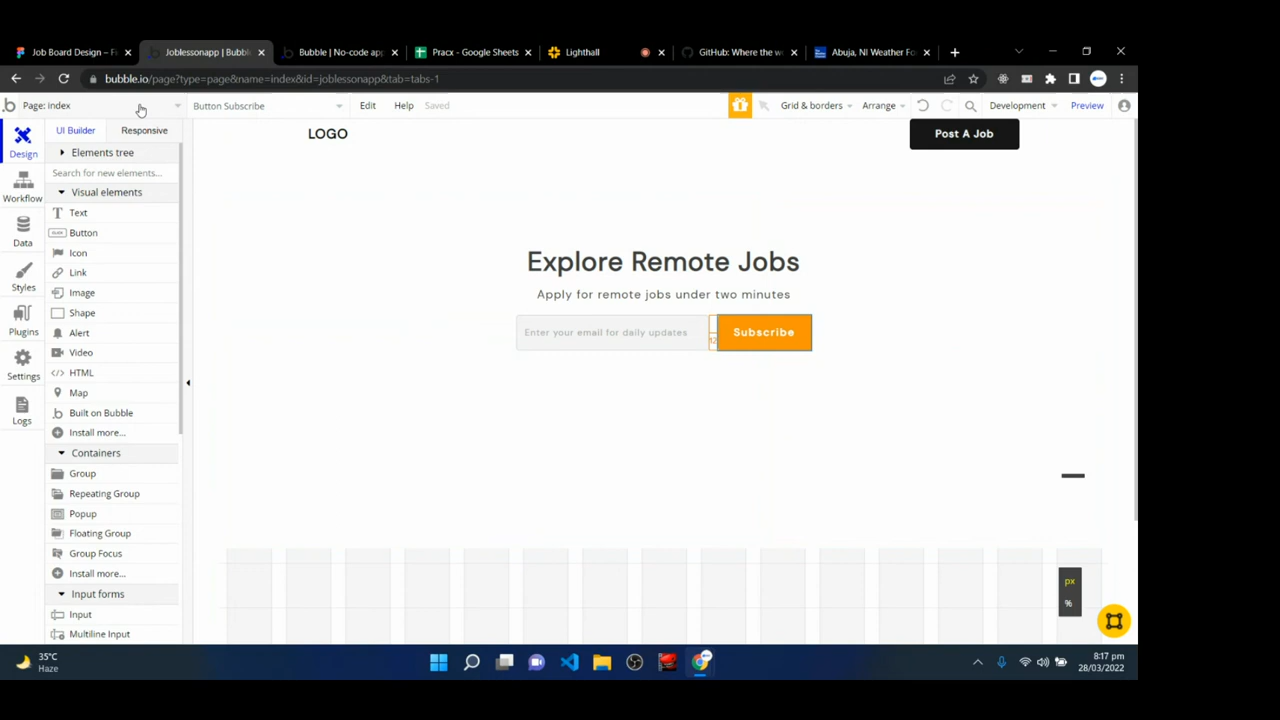 Job Board Design – F
Joblessonapp | Bubbl
Bubble | No-code ap
Pracx - Google Sheets
Lighthall
GitHub: Where the w
Abuja, NI Weather Fo
bubble.io/page?type=page&name=index&id=joblessonapp&tab=tabs-1
Page: index
Button Subscribe
Edit
Help
Saved
Grid & borders
Arrange
Development
Preview
Design
Workflow
Data
Styles
Plugins
Settings
Logs
UI Builder
Responsive
Elements tree
Search for new elements...
Visual elements
Text
CLICK
Button
Icon
Link
Image
Shape
Alert
Video
</> HTML
Map
Built on Bubble
Install more...
Containers
Group
Repeating Group
Popup
Floating Group
Group Focus
Install more...
Input forms
Input
Multiline Input
LOGO
Post A Job
Explore Remote Jobs
Apply for remote jobs under two minutes
Enter your email for daily updates
12
Subscribe
px
%
35°C
Haze
8:17 pm
28/03/2022